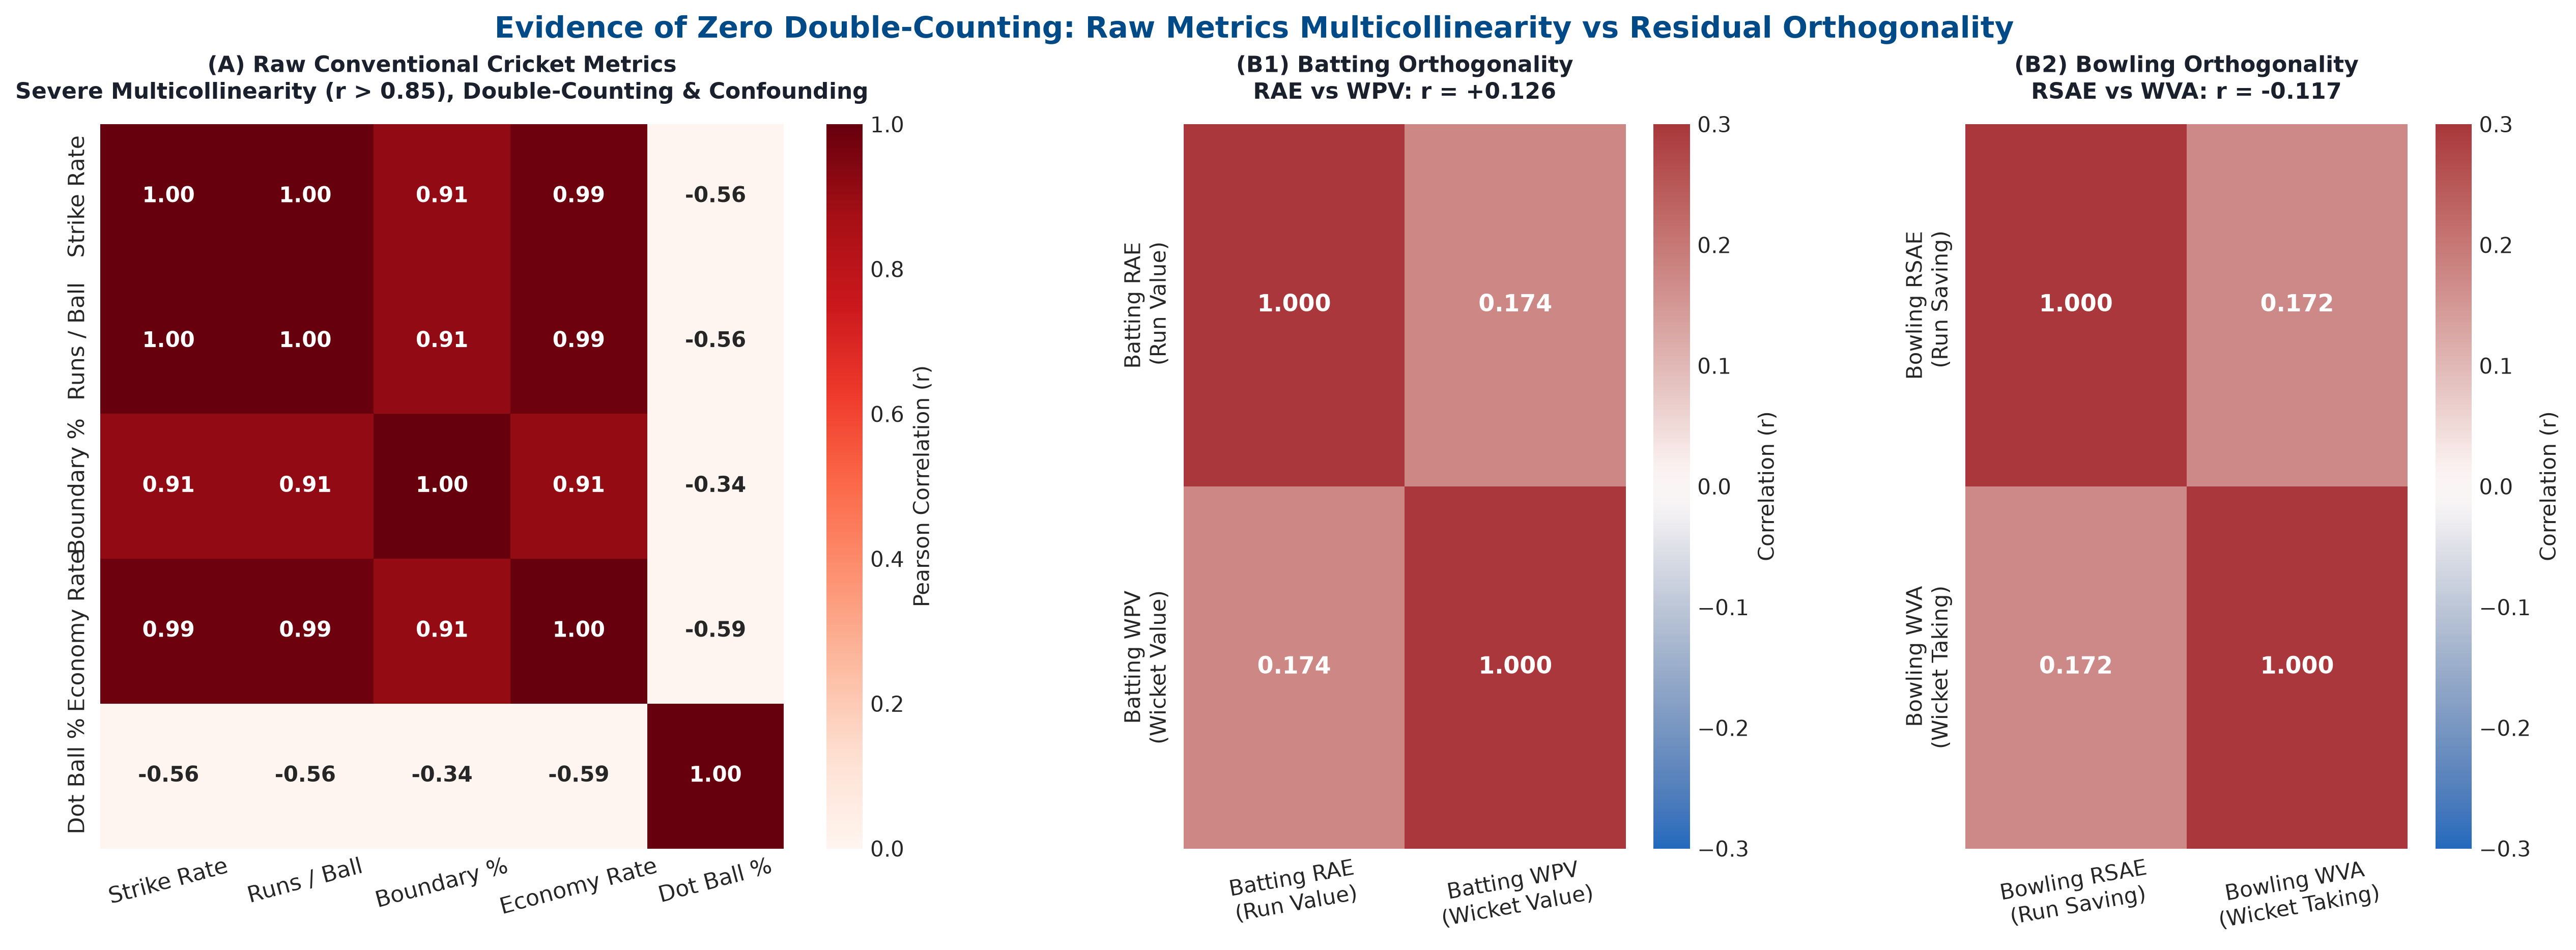 Evidence of Zero Double-Counting: Raw Metrics Multicollinearity vs Residual Orthogonality
(A) Raw Conventional Cricket Metrics
Severe Multicollinearity (r > 0.85), Double-Counting & Confounding
Strike Rate
1.00 1.00 0.91 0.99 -0.56
Runs / Ball
1.00 1.00 0.91 0.99 -0.56
Boundary %
0.91 0.91 1.00 0.91 -0.34
Economy Rate
0.99 0.99 0.91 1.00 -0.59
Dot Ball %
-0.56 -0.56 -0.34 -0.59 1.00
Strike Rate Runs / Ball Boundary % Economy Rate Dot Ball %
1.0
0.8
0.6
0.4
0.2
0.0
Pearson Correlation (r)
(B1) Batting Orthogonality
RAE vs WPV: r = +0.126
Batting RAE
(Run Value)
1.000 0.174
Batting WPV
(Wicket Value)
0.174 1.000
Batting RAE
(Run Value)
Batting WPV
(Wicket Value)
0.3
0.2
0.1
0.0
−0.1
−0.2
−0.3
Correlation (r)
(B2) Bowling Orthogonality
RSAE vs WVA: r = -0.117
Bowling RSAE
(Run Saving)
1.000 0.172
Bowling WVA
(Wicket Taking)
0.172 1.000
Bowling RSAE
(Run Saving)
Bowling WVA
(Wicket Taking)
0.3
0.2
0.1
0.0
−0.1
−0.2
−0.3
Correlation (r)